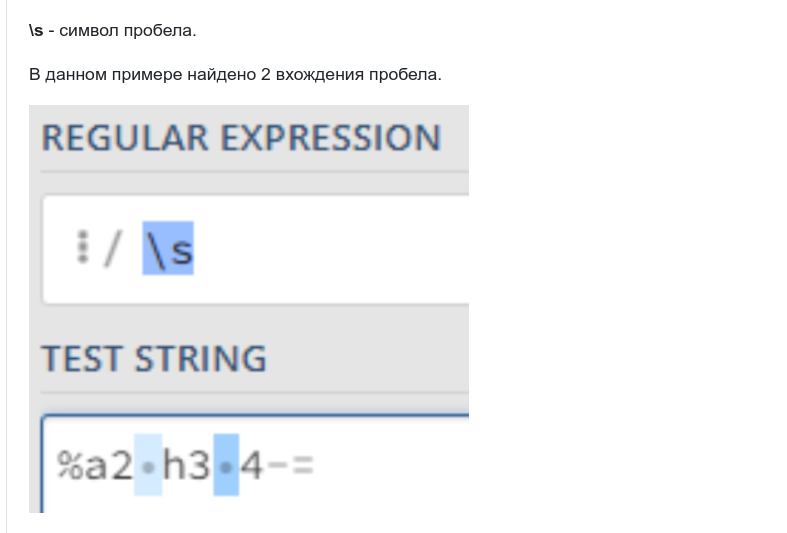 \s - символ пробела.
В данном примере найдено 2 вхождения пробела.
REGULAR EXPRESSION
⋮ / \s
TEST STRING
%a2·h3·4-=